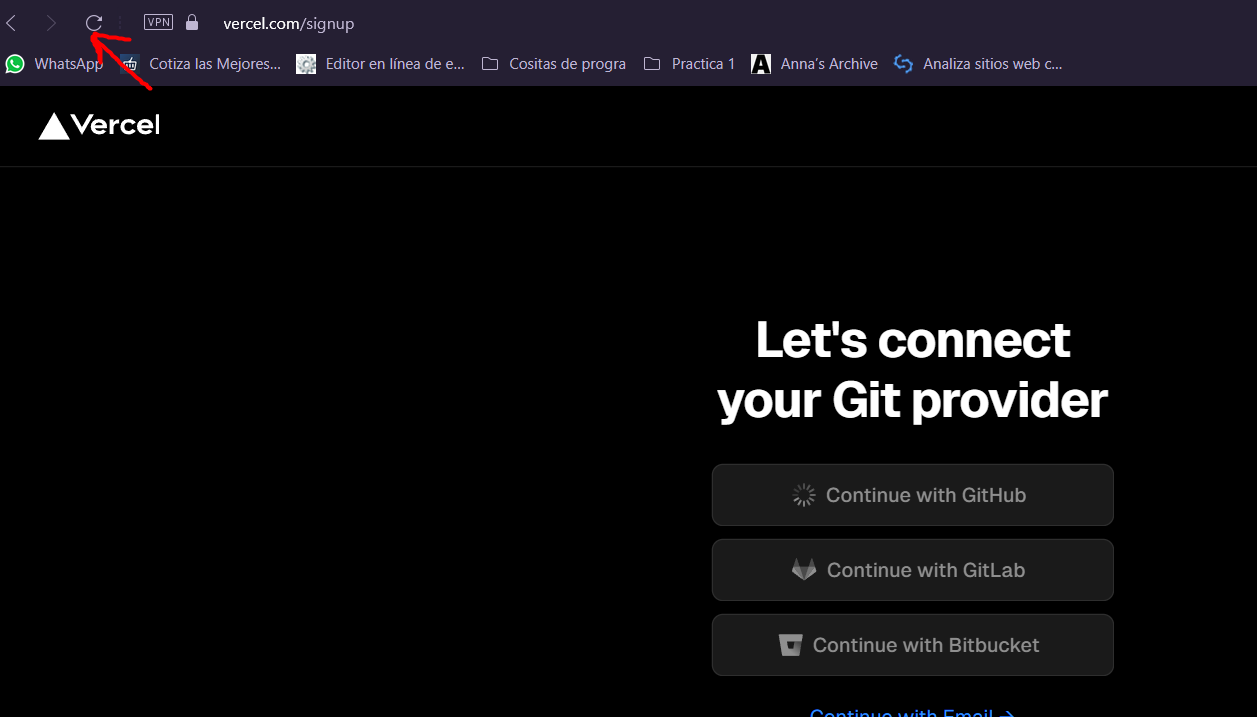 VPN vercel.com/signup
WhatsApp Cotiza las Mejores... Editor en línea de e... Cositas de progra Practica 1 Anna's Archive Analiza sitios web c...
Vercel
Let's connect
your Git provider
Continue with GitHub
Continue with GitLab
Continue with Bitbucket
Continue with Email →